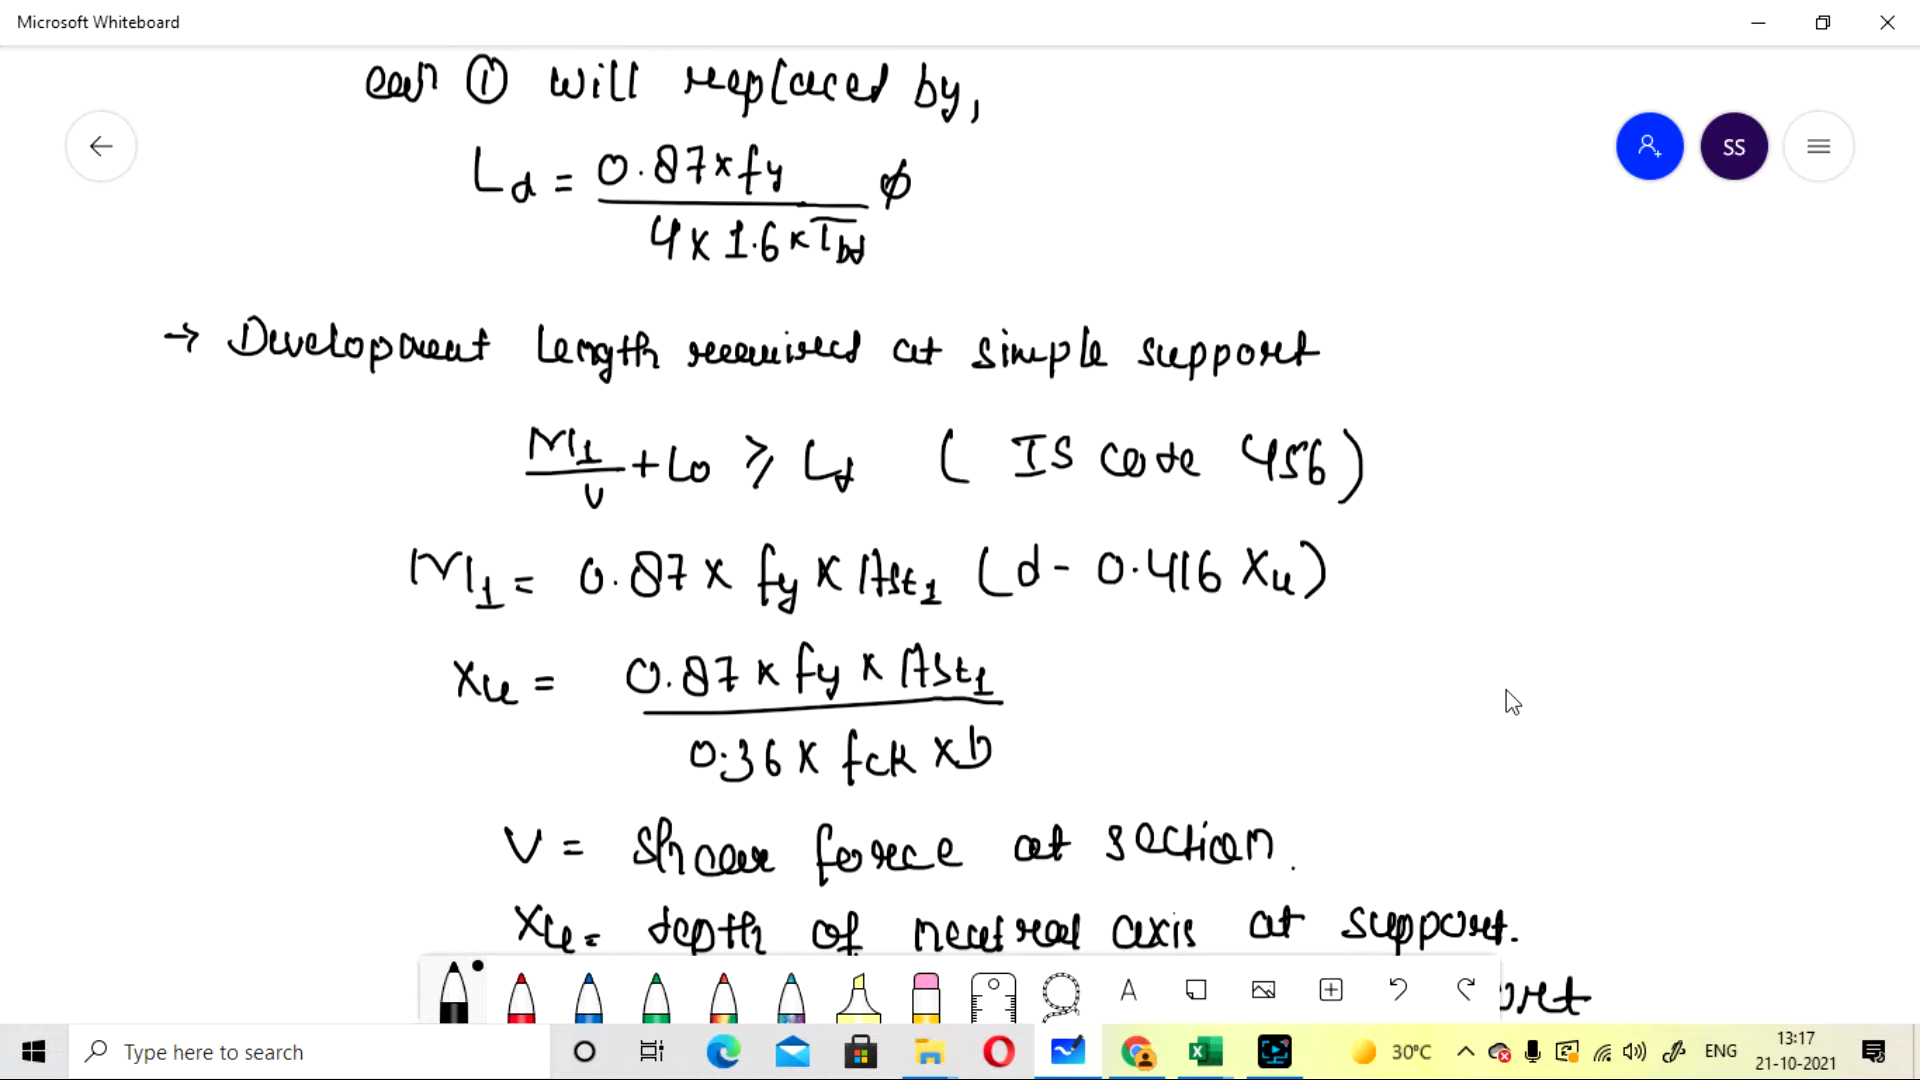 Microsoft Whiteboard
eqn ① will replaced by,
Ld = 0.87 x fy / 4 x 1.6 x τbd ϕ
SS
→ Development length required at simple support
M1 / V + Lo ⩾ Ld ( IS code 456)
M1 = 0.87 x fy x Ast1 (d - 0.416 Xu)
Xu = 0.87 x fy x Ast1 / 0.36 x fck x b
V = Shear force at section.
Xu = depth of neutral axis at support.
ort
Type here to search
30°C
ENG
13:17
21-10-2021